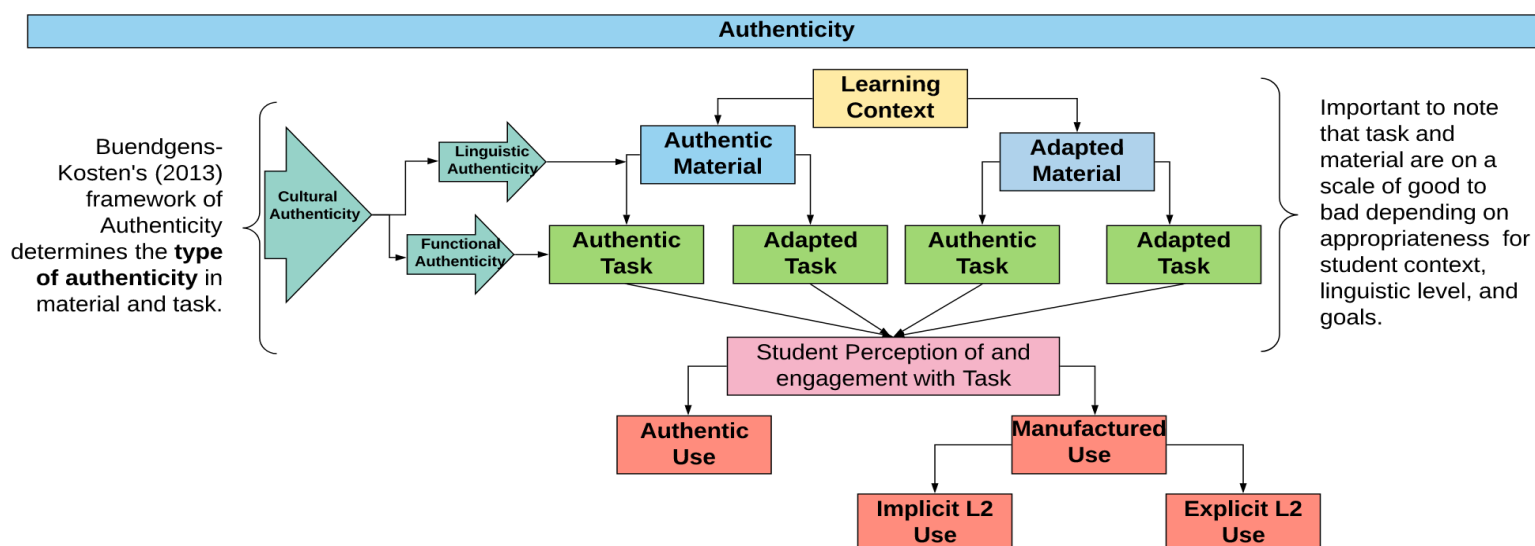 Authenticity
Buendgens-
Kosten's (2013)
framework of
Authenticity
determines the type
of authenticity in
material and task.
Cultural
Authenticity
Linguistic
Authenticity
Functional
Authenticity
Learning
Context
Authentic
Material
Adapted
Material
Authentic
Task
Adapted
Task
Authentic
Task
Adapted
Task
Important to note
that task and
material are on a
scale of good to
bad depending on
appropriateness for
student context,
linguistic level, and
goals.
Student Perception of and
engagement with Task
Authentic
Use
Manufactured
Use
Implicit L2
Use
Explicit L2
Use